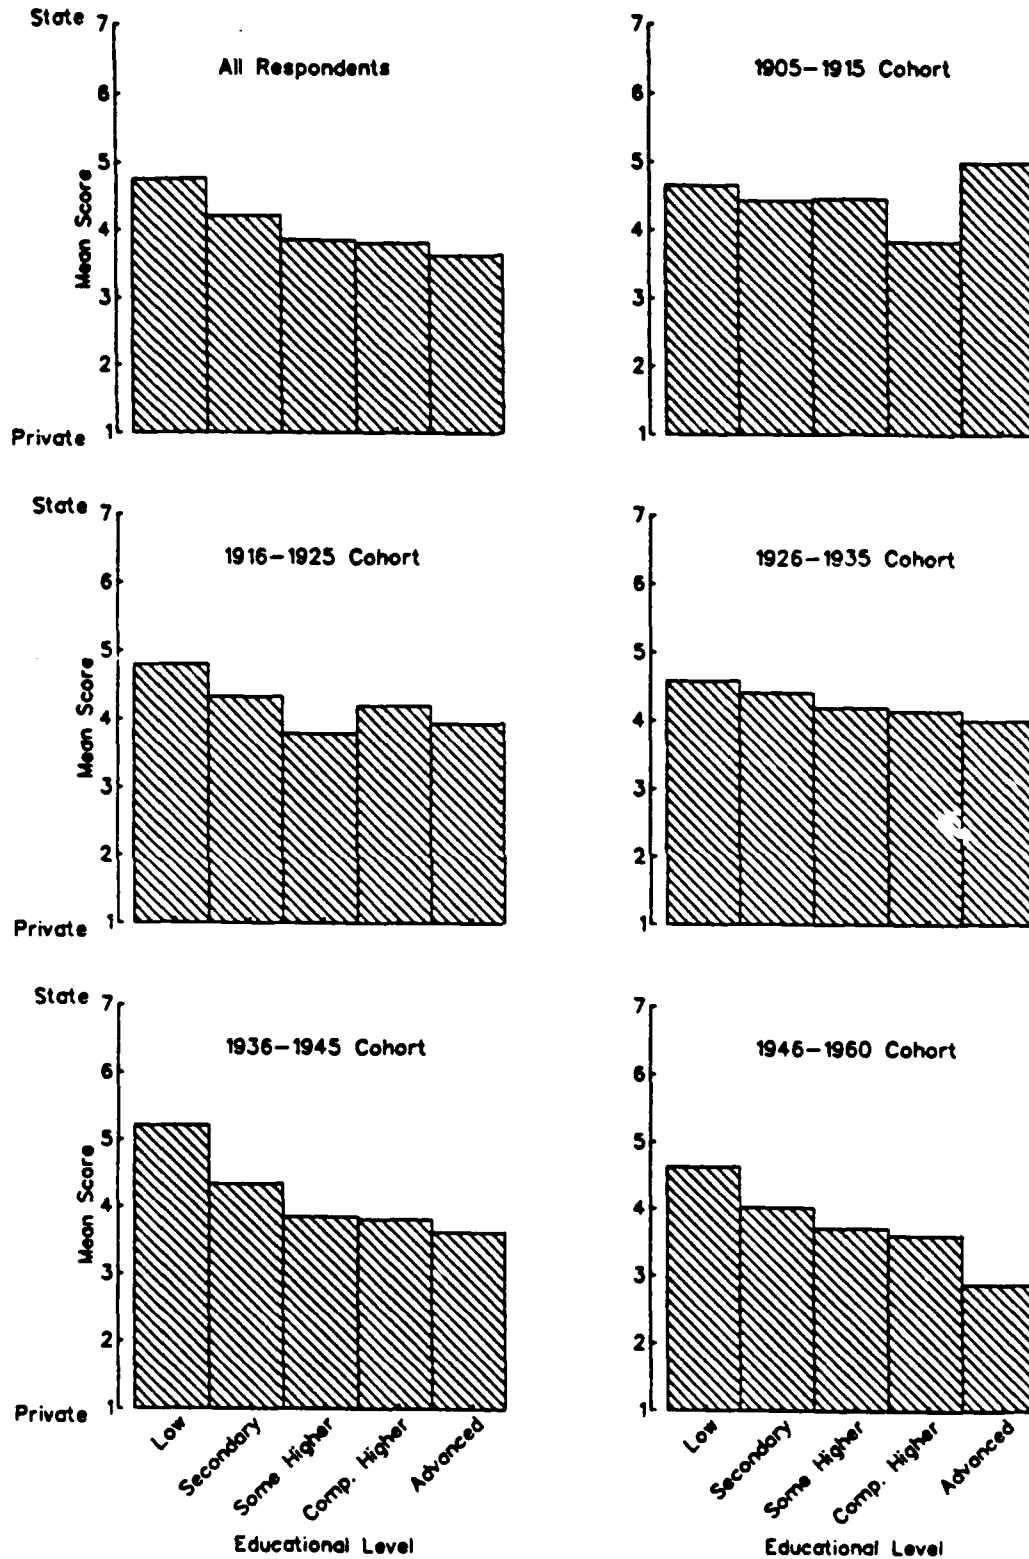 State 7
All Respondents
6
5
Mean Score
4
3
2
Private 1
7
1905–1915 Cohort
6
5
4
3
2
1
State 7
1916–1925 Cohort
6
5
Mean Score
4
3
2
Private 1
7
1926–1935 Cohort
6
5
4
3
2
1
State 7
1936–1945 Cohort
6
5
Mean Score
4
3
2
Private 1
Low
Secondary
Some Higher
Comp. Higher
Advanced
Educational Level
7
1946–1960 Cohort
6
5
4
3
2
1
Low
Secondary
Some Higher
Comp. Higher
Advanced
Educational Level